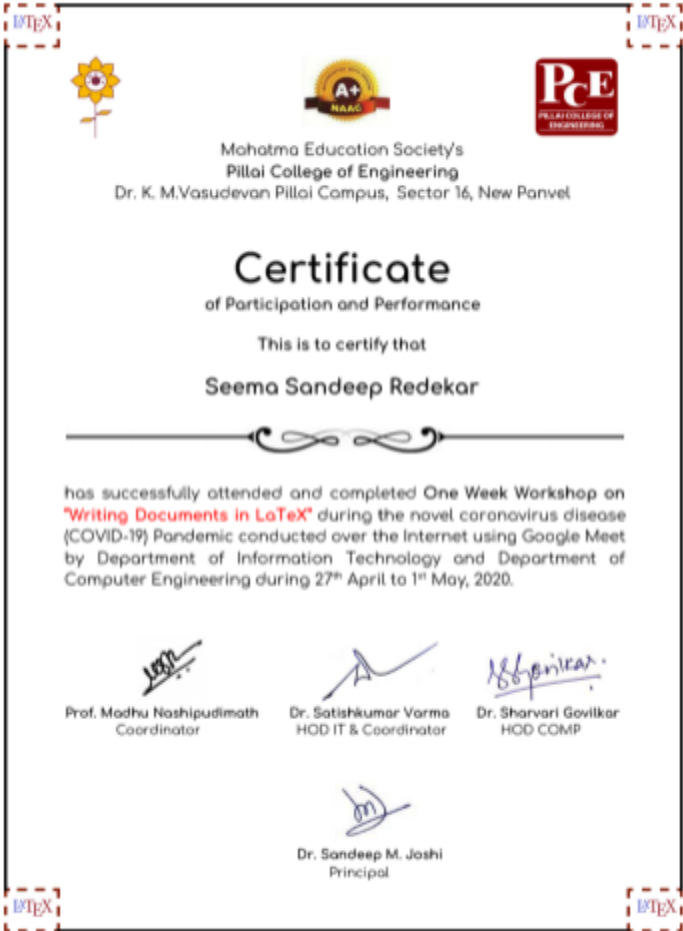 LATEX LATEX
A+
NAAC
PCE
PILLAI COLLEGE OF
ENGINEERING
Mahatma Education Society's
Pillai College of Engineering
Dr. K. M.Vasudevan Pillai Campus, Sector 16, New Panvel
Certificate
of Participation and Performance
This is to certify that
Seema Sandeep Redekar
has successfully attended and completed One Week Workshop on
"Writing Documents in LaTeX" during the novel coronavirus disease
(COVID-19) Pandemic conducted over the Internet using Google Meet
by Department of Information Technology and Department of
Computer Engineering during 27th April to 1st May, 2020.
Prof. Madhu Nashipudimath Dr. Satishkumar Varma Dr. Sharvari Govilkar
Coordinator HOD IT & Coordinator HOD COMP
Dr. Sandeep M. Joshi
Principal
LATEX LATEX